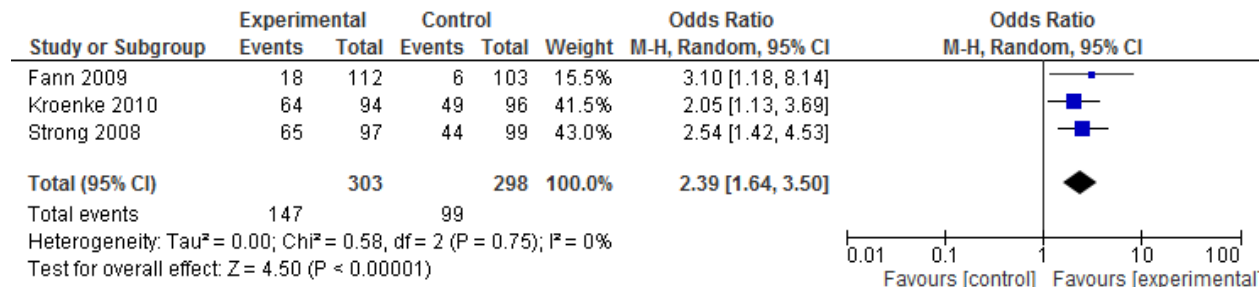 Experimental Control Odds Ratio Odds Ratio
Study or Subgroup Events Total Events Total Weight M-H, Random, 95% CI M-H, Random, 95% CI
Fann 2009 18 112 6 103 15.5% 3.10 [1.18, 8.14]
Kroenke 2010 64 94 49 96 41.5% 2.05 [1.13, 3.69]
Strong 2008 65 97 44 99 43.0% 2.54 [1.42, 4.53]
Total (95% CI) 303 298 100.0% 2.39 [1.64, 3.50]
Total events 147 99
Heterogeneity: Tau² = 0.00; Chi² = 0.58, df = 2 (P = 0.75); I² = 0%
Test for overall effect: Z = 4.50 (P < 0.00001)
0.01 0.1 1 10 100
Favours [control] Favours [experimental]